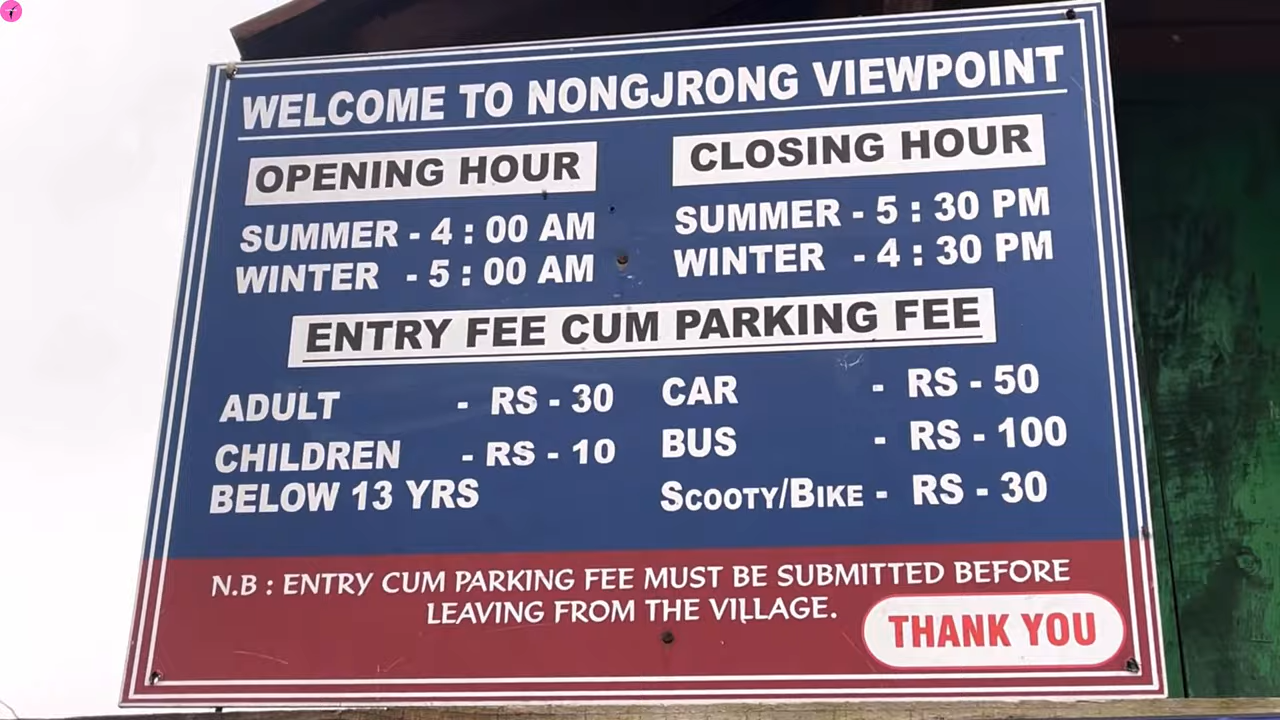 WELCOME TO NONGJRONG VIEWPOINT
OPENING HOUR
SUMMER - 4 : 00 AM
WINTER - 5 : 00 AM
CLOSING HOUR
SUMMER - 5 : 30 PM
WINTER - 4 : 30 PM
ENTRY FEE CUM PARKING FEE
ADULT - RS - 30
CHILDREN - RS - 10
BELOW 13 YRS
CAR - RS - 50
BUS - RS - 100
SCOOTY/BIKE - RS - 30
N.B : ENTRY CUM PARKING FEE MUST BE SUBMITTED BEFORE
LEAVING FROM THE VILLAGE.
THANK YOU